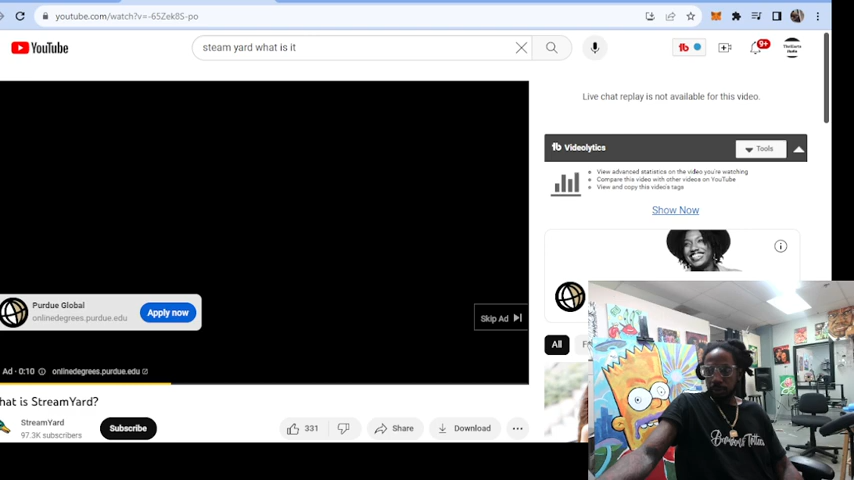 youtube.com/watch?v=-65Zek8S-po
YouTube
steam yard what is it
9+
Live chat replay is not available for this video.
tb Videolytics
Tools
View advanced statistics on the video you're watching
Compare this video with other videos on YouTube
View and copy this video's tags
Show Now
Purdue Global
onlinedegrees.purdue.edu
Apply now
Skip Ad
Ad · 0:10 onlinedegrees.purdue.edu
All
hat is StreamYard?
StreamYard
97.3K subscribers
Subscribe
331
Share
Download